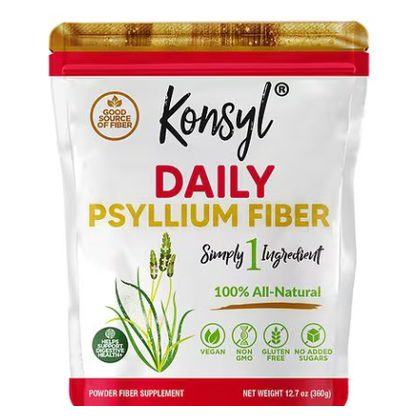 GOOD
SOURCE
OF FIBER
Konsyl®
DAILY
PSYLLIUM FIBER
Simply 1 Ingredient
100% All-Natural
HELPS
SUPPORT
DIGESTIVE
HEALTH+
VEGAN
NON
GMO
GLUTEN
FREE
NO ADDED
SUGARS
POWDER FIBER SUPPLEMENT
NET WEIGHT 12.7 oz (360g)